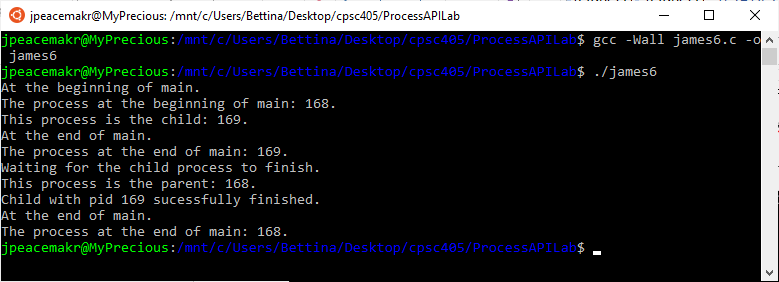 jpeacemakr@MyPrecious: /mnt/c/Users/Bettina/Desktop/cpsc405/ProcessAPILab
jpeacemakr@MyPrecious:/mnt/c/Users/Bettina/Desktop/cpsc405/ProcessAPILab$ gcc -Wall james6.c -o
james6
jpeacemakr@MyPrecious:/mnt/c/Users/Bettina/Desktop/cpsc405/ProcessAPILab$ ./james6
At the beginning of main.
The process at the beginning of main: 168.
This process is the child: 169.
At the end of main.
The process at the end of main: 169.
Waiting for the child process to finish.
This process is the parent: 168.
Child with pid 169 sucessfully finished.
At the end of main.
The process at the end of main: 168.
jpeacemakr@MyPrecious:/mnt/c/Users/Bettina/Desktop/cpsc405/ProcessAPILab$